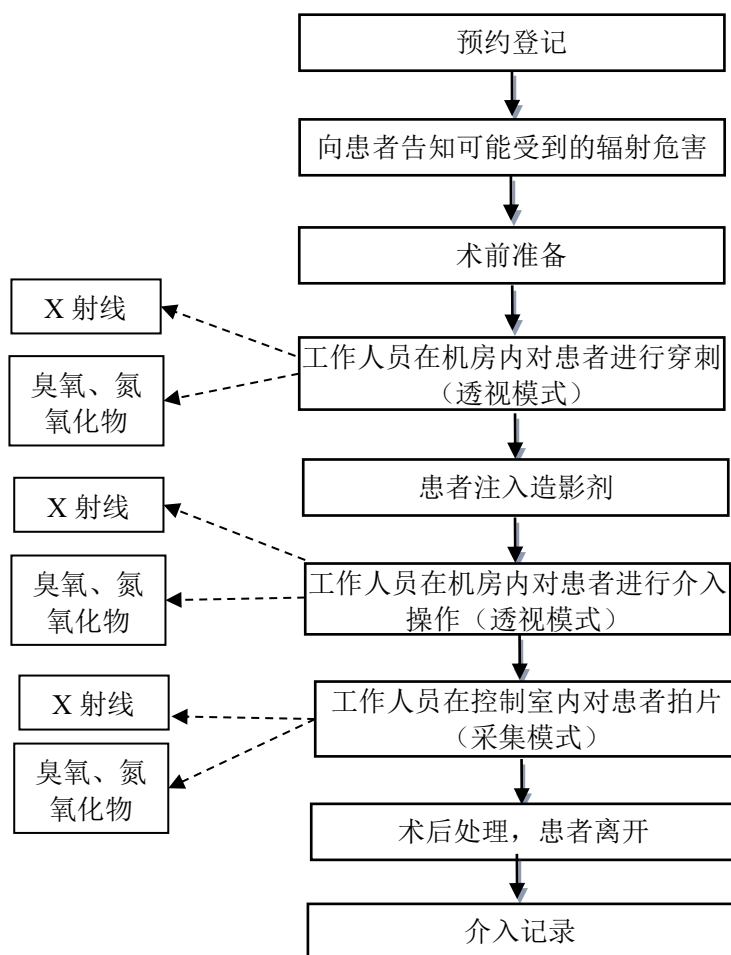 预约登记
向患者告知可能受到的辐射危害
术前准备
X 射线
工作人员在机房内对患者进行穿刺
（透视模式）
臭氧、氮
氧化物
患者注入造影剂
X 射线
工作人员在机房内对患者进行介入
操作（透视模式）
臭氧、氮
氧化物
X 射线
工作人员在控制室内对患者拍片
（采集模式）
臭氧、氮
氧化物
术后处理，患者离开
介入记录